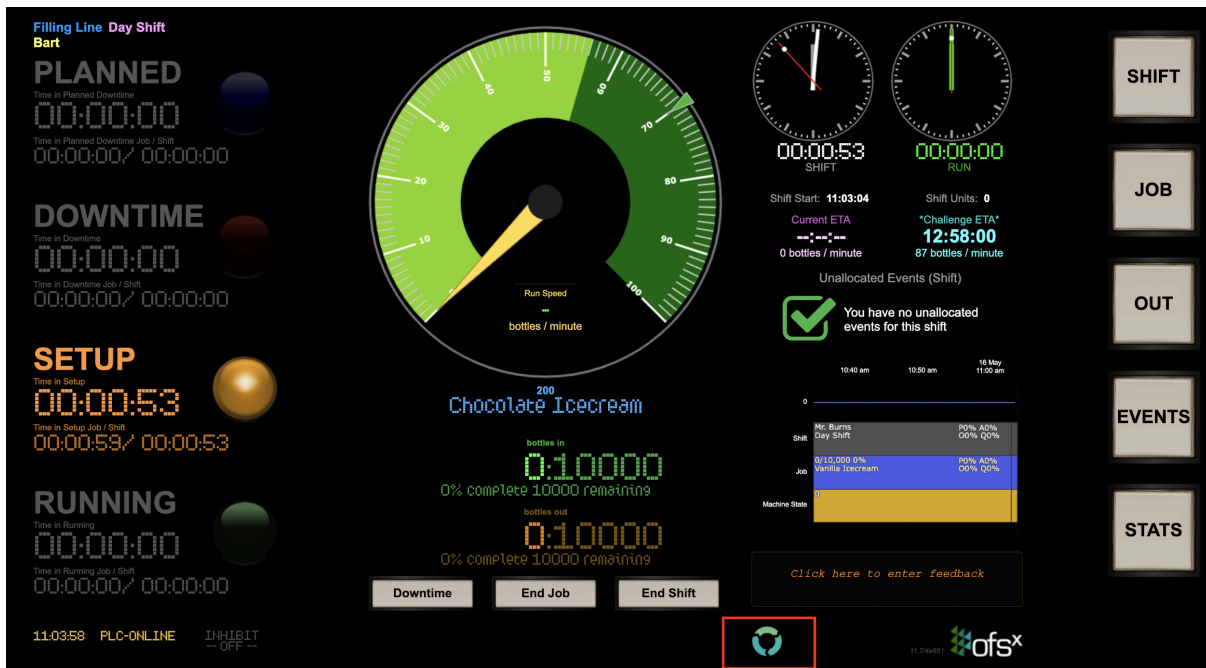 Filling Line Day Shift
Bart
PLANNED
Time in Planned Downtime
00:00:00
Time in Planned Downtime Job / Shift
00:00:00/ 00:00:00
DOWNTIME
Time in Downtime
00:00:00
Time in Downtime Job / Shift
00:00:00/ 00:00:00
SETUP
Time in Setup
00:00:53
Time in Setup Job / Shift
00:00:59/ 00:00:53
RUNNING
Time in Running
00:00:00
Time in Running Job / Shift
00:00:00/ 00:00:00
11:03:58 PLC-ONLINE
INHIBIT
-- OFF --
0
10
20
30
40
50
60
70
80
90
100
Run Speed
--
bottles / minute
200
Chocolate Icecream
bottles in
0:10000
0% complete 10000 remaining
bottles out
0:10000
0% complete 10000 remaining
Downtime
End Job
End Shift
00:00:53
SHIFT
00:00:00
RUN
Shift Start: 11:03:04
Shift Units: 0
Current ETA
--:--:--
0 bottles / minute
*Challenge ETA*
12:58:00
87 bottles / minute
Unallocated Events (Shift)
You have no unallocated
events for this shift
10:40 am
10:50 am
16 May
11:00 am
0
Shift
Mr. Burns
Day Shift
P0% A0%
O0% Q0%
Job
0/10,000 0%
Vanilla Icecream
P0% A0%
O0% Q0%
Machine State
0
Click here to enter feedback
11.7/4e651
ofsx
SHIFT
JOB
OUT
EVENTS
STATS